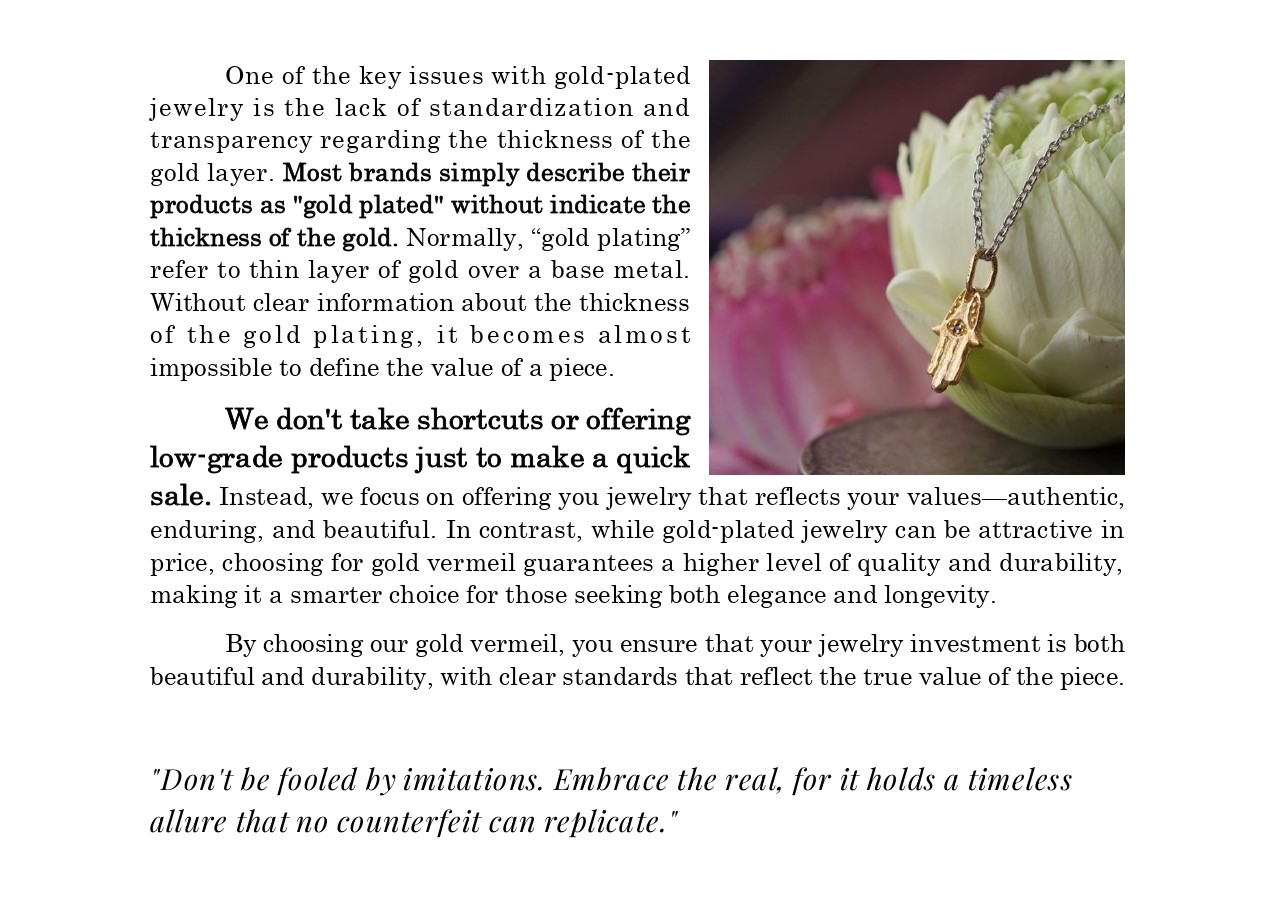 One of the key issues with gold-plated
jewelry is the lack of standardization and
transparency regarding the thickness of the
gold layer. Most brands simply describe their
products as "gold plated" without indicate the
thickness of the gold. Normally, “gold plating”
refer to thin layer of gold over a base metal.
Without clear information about the thickness
of the gold plating, it becomes almost
impossible to define the value of a piece.
We don't take shortcuts or offering
low-grade products just to make a quick
sale. Instead, we focus on offering you jewelry that reflects your values—authentic,
enduring, and beautiful. In contrast, while gold-plated jewelry can be attractive in
price, choosing for gold vermeil guarantees a higher level of quality and durability,
making it a smarter choice for those seeking both elegance and longevity.
By choosing our gold vermeil, you ensure that your jewelry investment is both
beautiful and durability, with clear standards that reflect the true value of the piece.
"Don't be fooled by imitations. Embrace the real, for it holds a timeless
allure that no counterfeit can replicate."